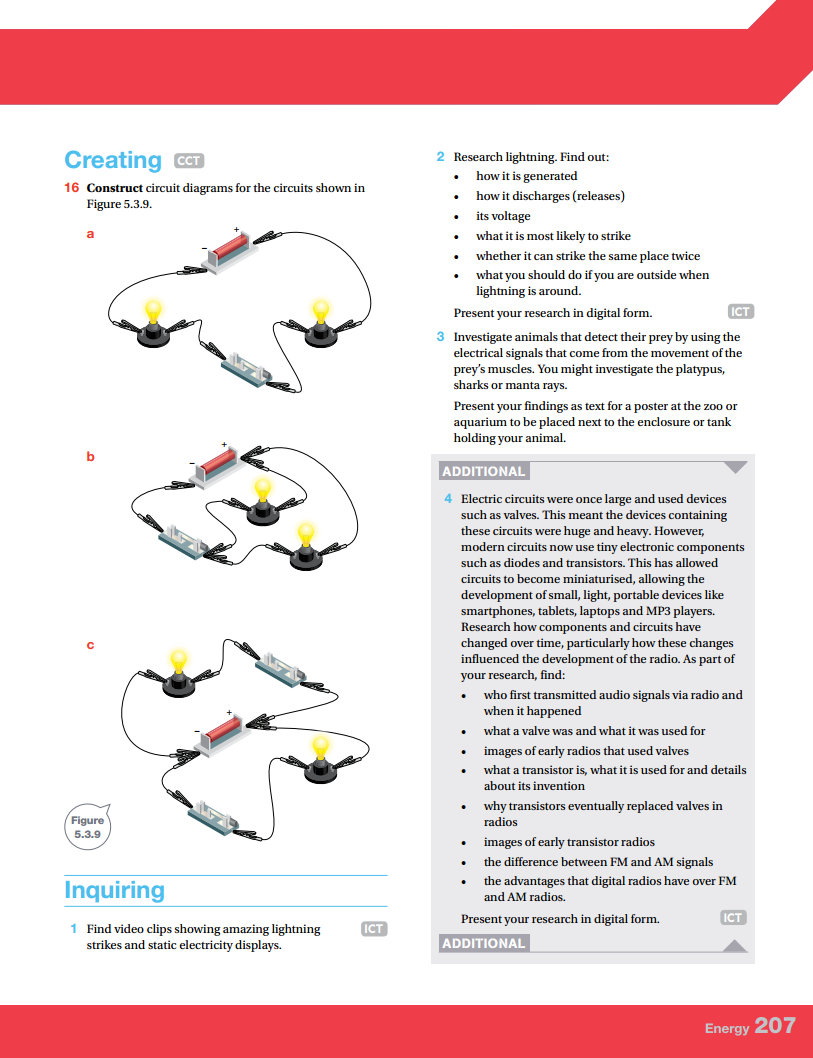 Creating CCT
16 Construct circuit diagrams for the circuits shown in
Figure 5.3.9.
a
+
–
b
+
–
c
+
–
Figure
5.3.9
Inquiring
1 Find video clips showing amazing lightning
strikes and static electricity displays.
ICT
2 Research lightning. Find out:
• how it is generated
• how it discharges (releases)
• its voltage
• what it is most likely to strike
• whether it can strike the same place twice
• what you should do if you are outside when
lightning is around.
Present your research in digital form. ICT
3 Investigate animals that detect their prey by using the
electrical signals that come from the movement of the
prey’s muscles. You might investigate the platypus,
sharks or manta rays.
Present your findings as text for a poster at the zoo or
aquarium to be placed next to the enclosure or tank
holding your animal.
ADDITIONAL
4 Electric circuits were once large and used devices
such as valves. This meant the devices containing
these circuits were huge and heavy. However,
modern circuits now use tiny electronic components
such as diodes and transistors. This has allowed
circuits to become miniaturised, allowing the
development of small, light, portable devices like
smartphones, tablets, laptops and MP3 players.
Research how components and circuits have
changed over time, particularly how these changes
influenced the development of the radio. As part of
your research, find:
• who first transmitted audio signals via radio and
when it happened
• what a valve was and what it was used for
• images of early radios that used valves
• what a transistor is, what it is used for and details
about its invention
• why transistors eventually replaced valves in
radios
• images of early transistor radios
• the difference between FM and AM signals
• the advantages that digital radios have over FM
and AM radios.
Present your research in digital form. ICT
ADDITIONAL
Energy 207